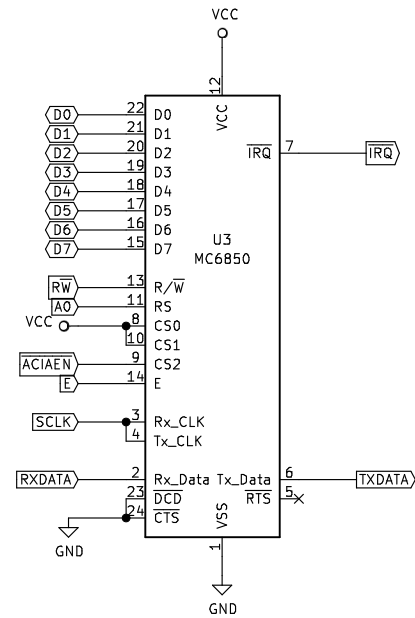 VCC
12
VCC
D0 22 D0
D1 21 D1
D2 20 D2
IRQ 7 IRQ
D3 19 D3
D4 18 D4
D5 17 D5
D6 16 D6
D7 15 D7
U3
MC6850
RW 13 R/W
A0 11 RS
VCC 8 CS0
10 CS1
ACIAEN 9 CS2
E 14 E
SCLK 3 Rx_CLK
4 Tx_CLK
RXDATA 2 Rx_Data Tx_Data 6 TXDATA
23 DCD RTS 5
24 CTS
GND
VSS
1
GND